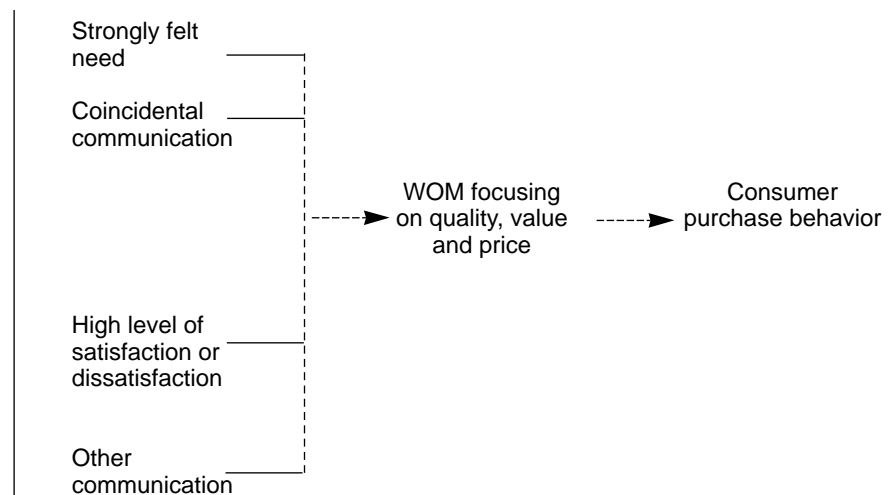 Strongly felt
need
Coincidental
communication
WOM focusing
on quality, value
and price
Consumer
purchase behavior
High level of
satisfaction or
dissatisfaction
Other
communication